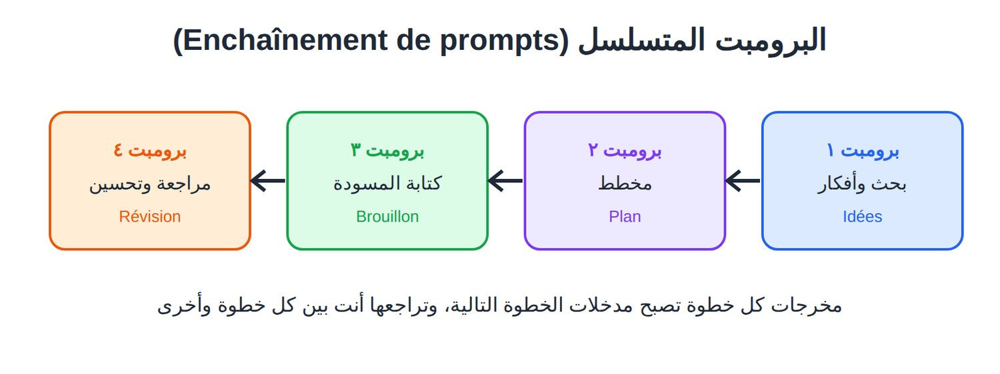 البرومبت المتسلسل (Enchaînement de prompts)
برومبت ١
بحث وأفكار
Idées
برومبت ٢
مخطط
Plan
برومبت ٣
كتابة المسودة
Brouillon
برومبت ٤
مراجعة وتحسين
Révision
مخرجات كل خطوة تصبح مدخلات الخطوة التالية، وتراجعها أنت بين كل خطوة وأخرى